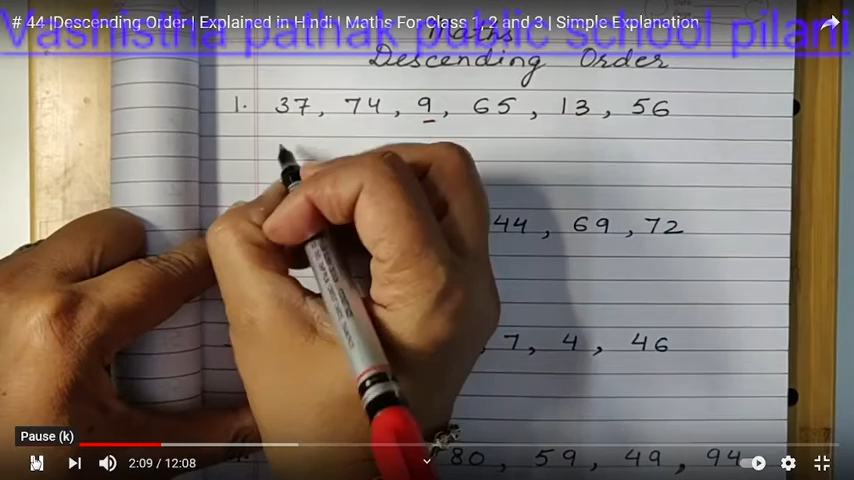 # 44 |Descending Order | Explained in Hindi | Maths For Class 1, 2 and 3 | Simple Explanation
Vashistha pathak public school pilani
Maths
Descending Order
1. 37, 74, 9, 65, 13, 56
44, 69, 72
, 7, 4, 46
80, 59, 49, 94
Pause (k)
2:09 / 12:08